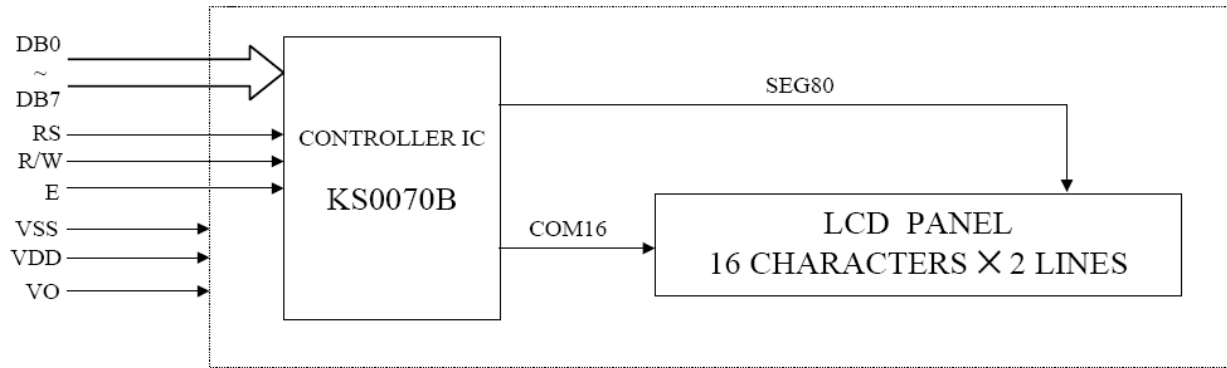 DB0
~
DB7
RS
R/W
E
VSS
VDD
VO
CONTROLLER IC
KS0070B
SEG80
COM16
LCD PANEL
16 CHARACTERS × 2 LINES